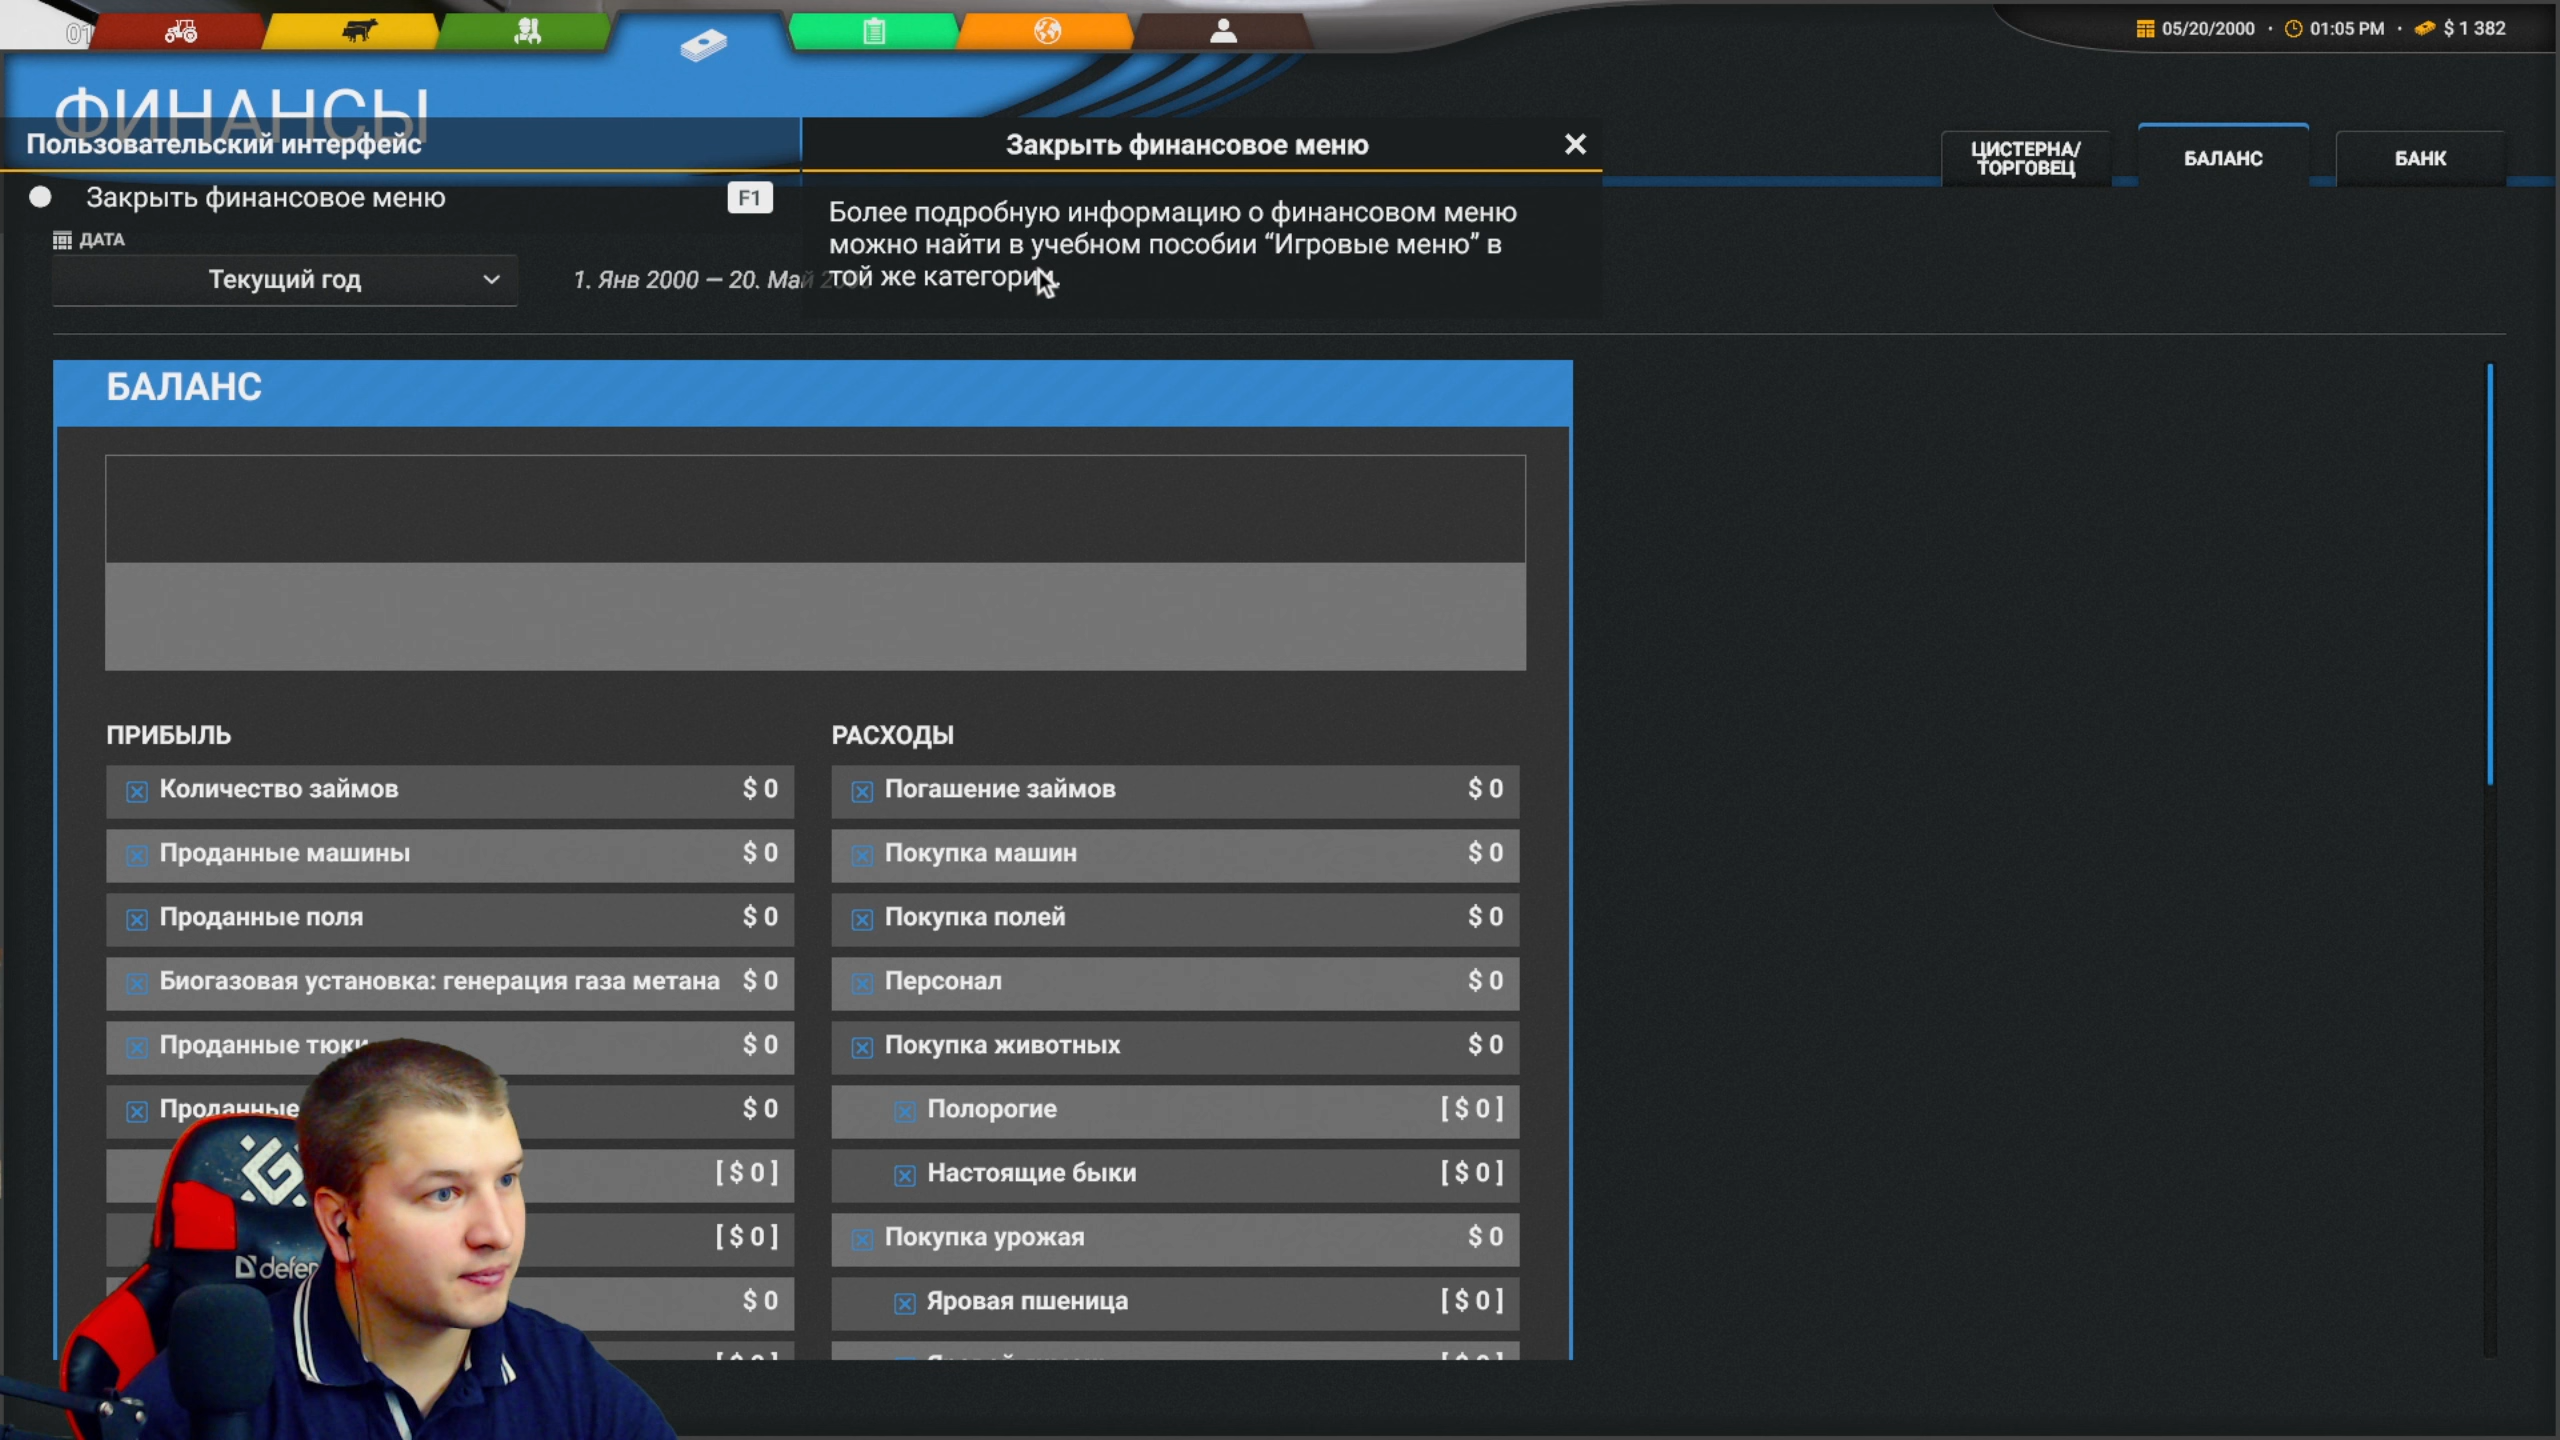 05/20/2000 · 01:05 PM · $ 1 382
ФИНАНСЫ
Пользовательский интерфейс
Закрыть финансовое меню
Закрыть финансовое меню F1
Более подробную информацию о финансовом меню
можно найти в учебном пособии “Игровые меню” в
той же категории.
ЦИСТЕРНА/
ТОРГОВЕЦ
БАЛАНС
БАНК
ДАТА
Текущий год
1. Янв 2000 — 20. Май
БАЛАНС
ПРИБЫЛЬ
Количество займов $ 0
Проданные машины $ 0
Проданные поля $ 0
Биогазовая установка: генерация газа метана $ 0
Проданные тюки $ 0
Проданные $ 0
[ $ 0 ]
[ $ 0 ]
$ 0
РАСХОДЫ
Погашение займов $ 0
Покупка машин $ 0
Покупка полей $ 0
Персонал $ 0
Покупка животных $ 0
Полорогие [ $ 0 ]
Настоящие быки [ $ 0 ]
Покупка урожая $ 0
Яровая пшеница [ $ 0 ]